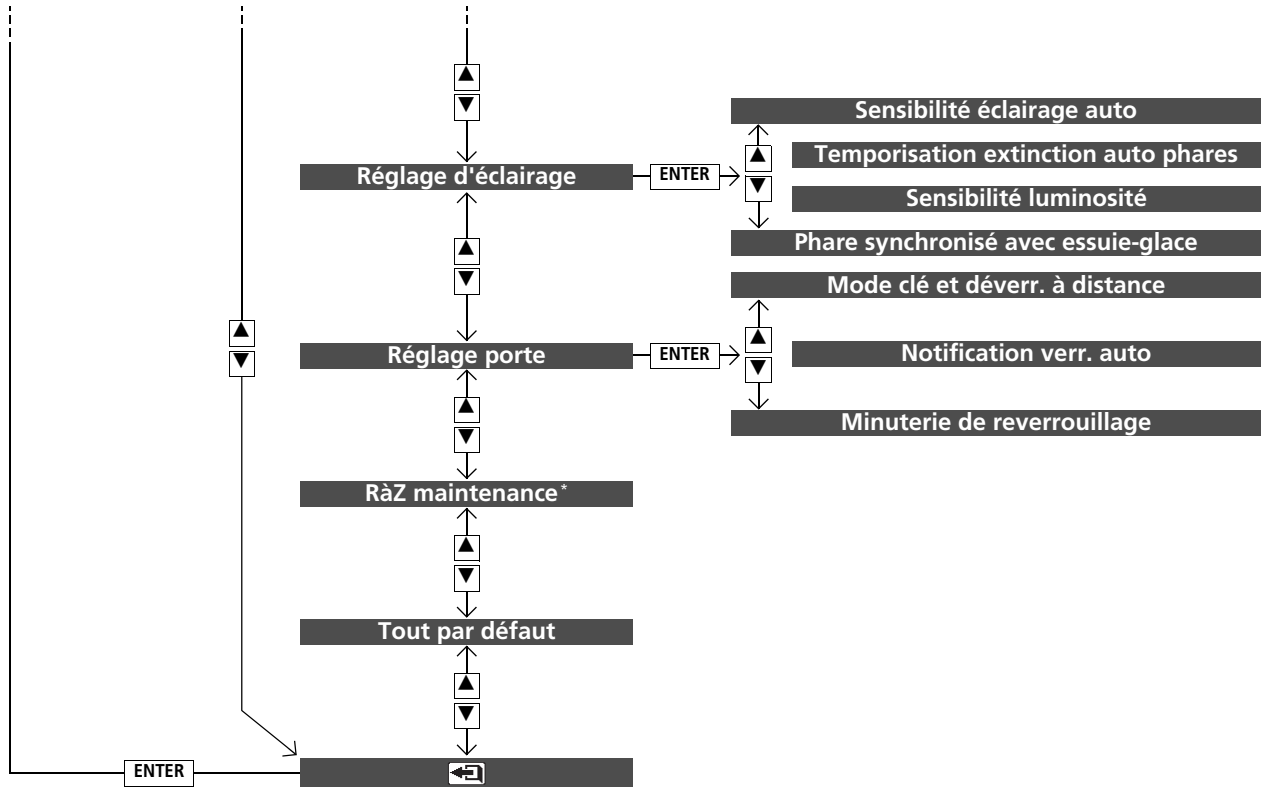 Sensibilité éclairage auto
Réglage d'éclairage
ENTER
Temporisation extinction auto phares
Sensibilité luminosité
Phare synchronisé avec essuie-glace
Réglage porte
ENTER
Mode clé et déverr. à distance
Notification verr. auto
Minuterie de reverrouillage
RàZ maintenance*
Tout par défaut
ENTER